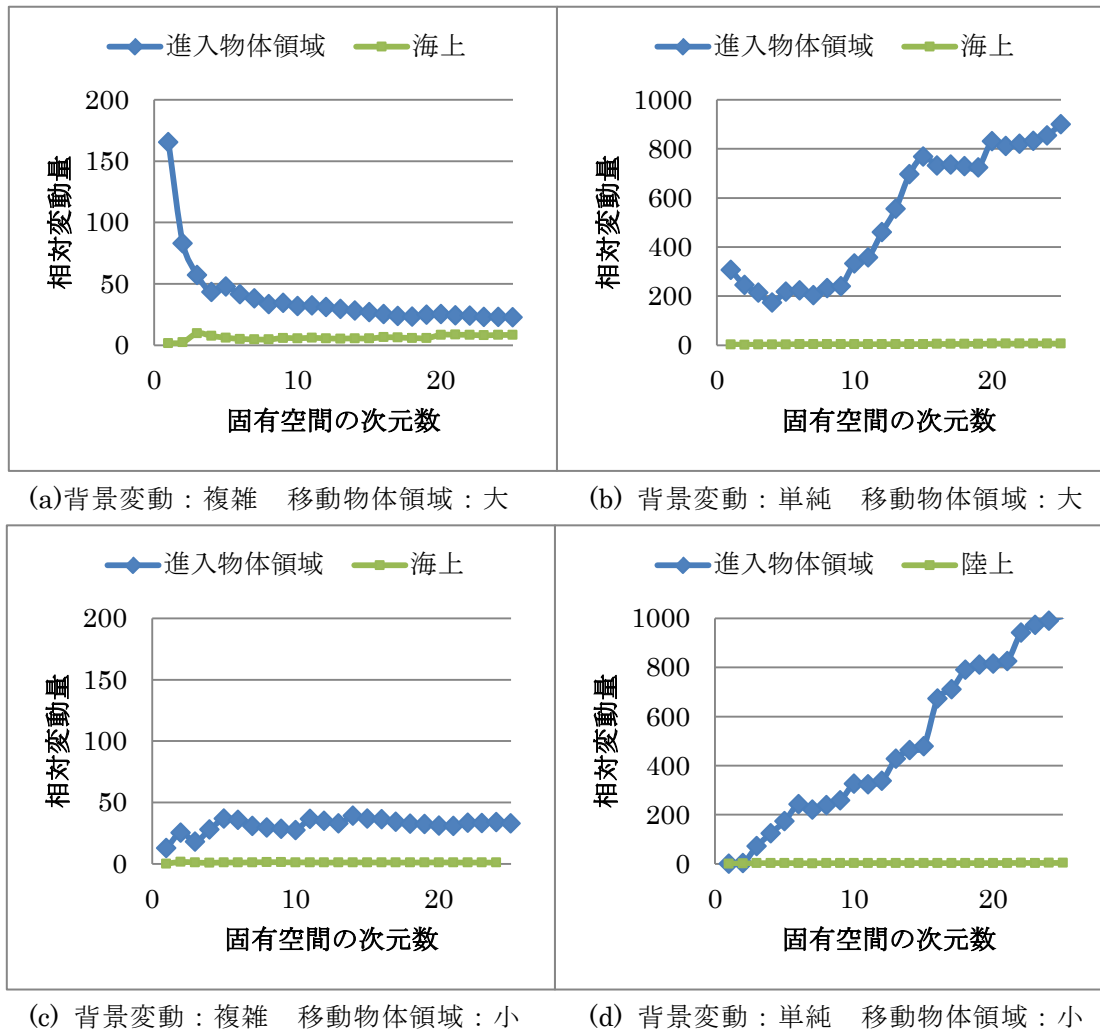 進入物体領域 海上
200
150
100
50
0
0 10 20
相対変動量
固有空間の次元数
(a)背景変動：複雑 移動物体領域：大
進入物体領域 海上
1000
800
600
400
200
0
0 10 20
相対変動量
固有空間の次元数
(b) 背景変動：単純 移動物体領域：大
進入物体領域 海上
200
150
100
50
0
0 10 20
相対変動量
固有空間の次元数
(c) 背景変動：複雑 移動物体領域：小
進入物体領域 陸上
1000
800
600
400
200
0
0 10 20
相対変動量
固有空間の次元数
(d) 背景変動：単純 移動物体領域：小